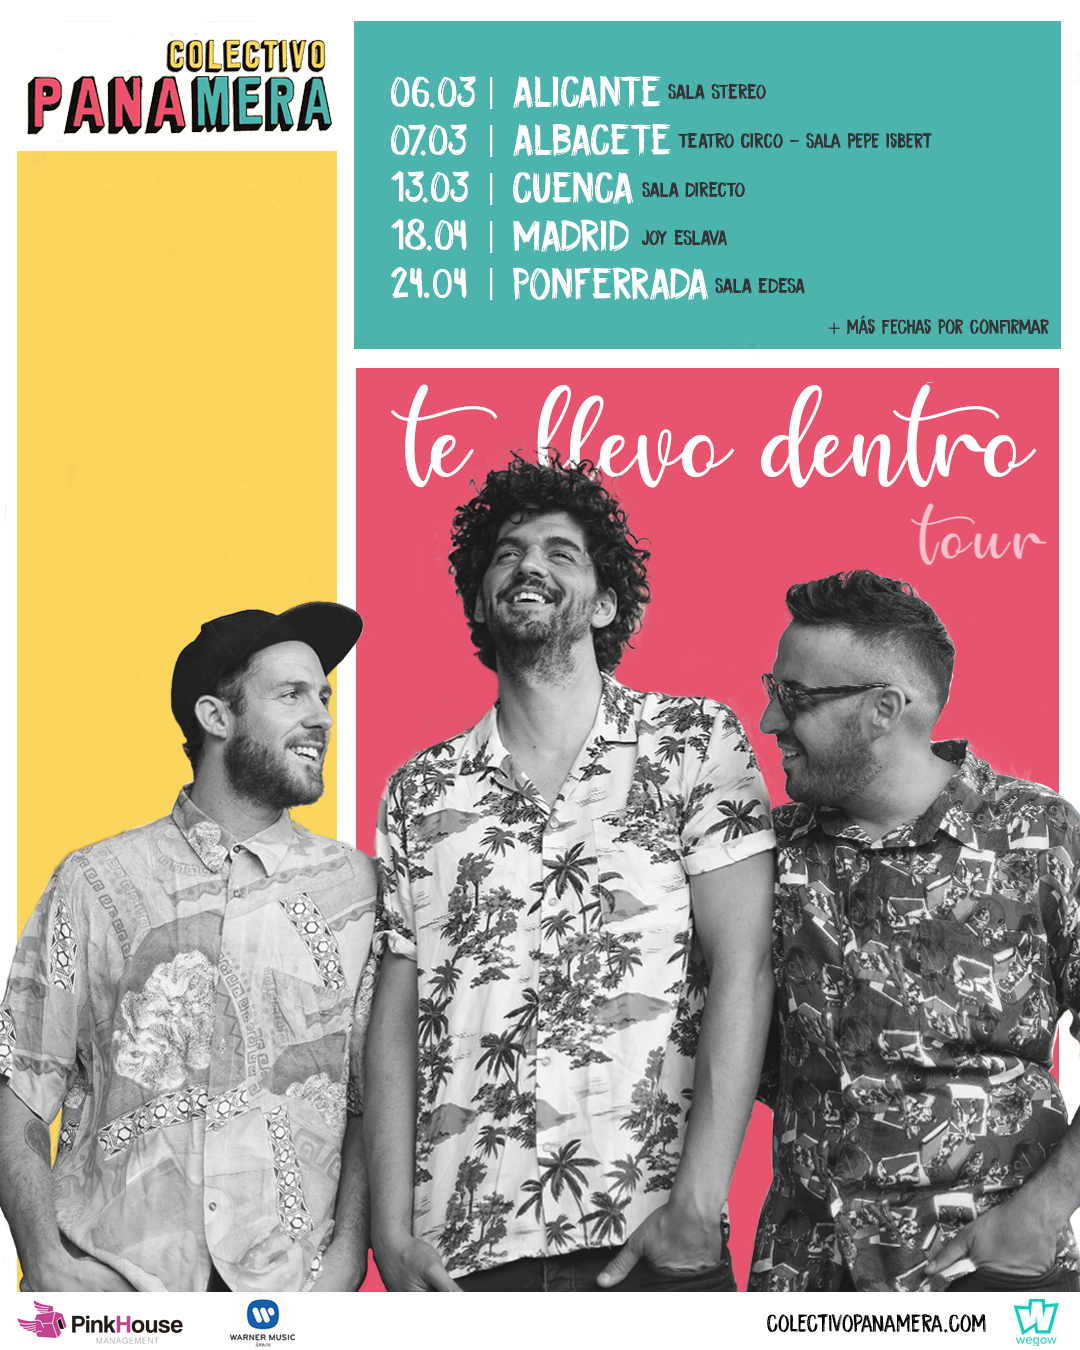 COLECTIVO
PANAMERA
06.03 | ALICANTE SALA STEREO
07.03 | ALBACETE TEATRO CIRCO - SALA PEPE ISBERT
13.03 | CUENCA SALA DIRECTO
18.04 | MADRID JOY ESLAVA
24.04 | PONFERRADA SALA EDESA
+ MÁS FECHAS POR CONFIRMAR
te llevo dentro
tour
PinkHouse
MANAGEMENT
WARNER MUSIC
SPAIN
COLECTIVOPANAMERA.COM
wegow